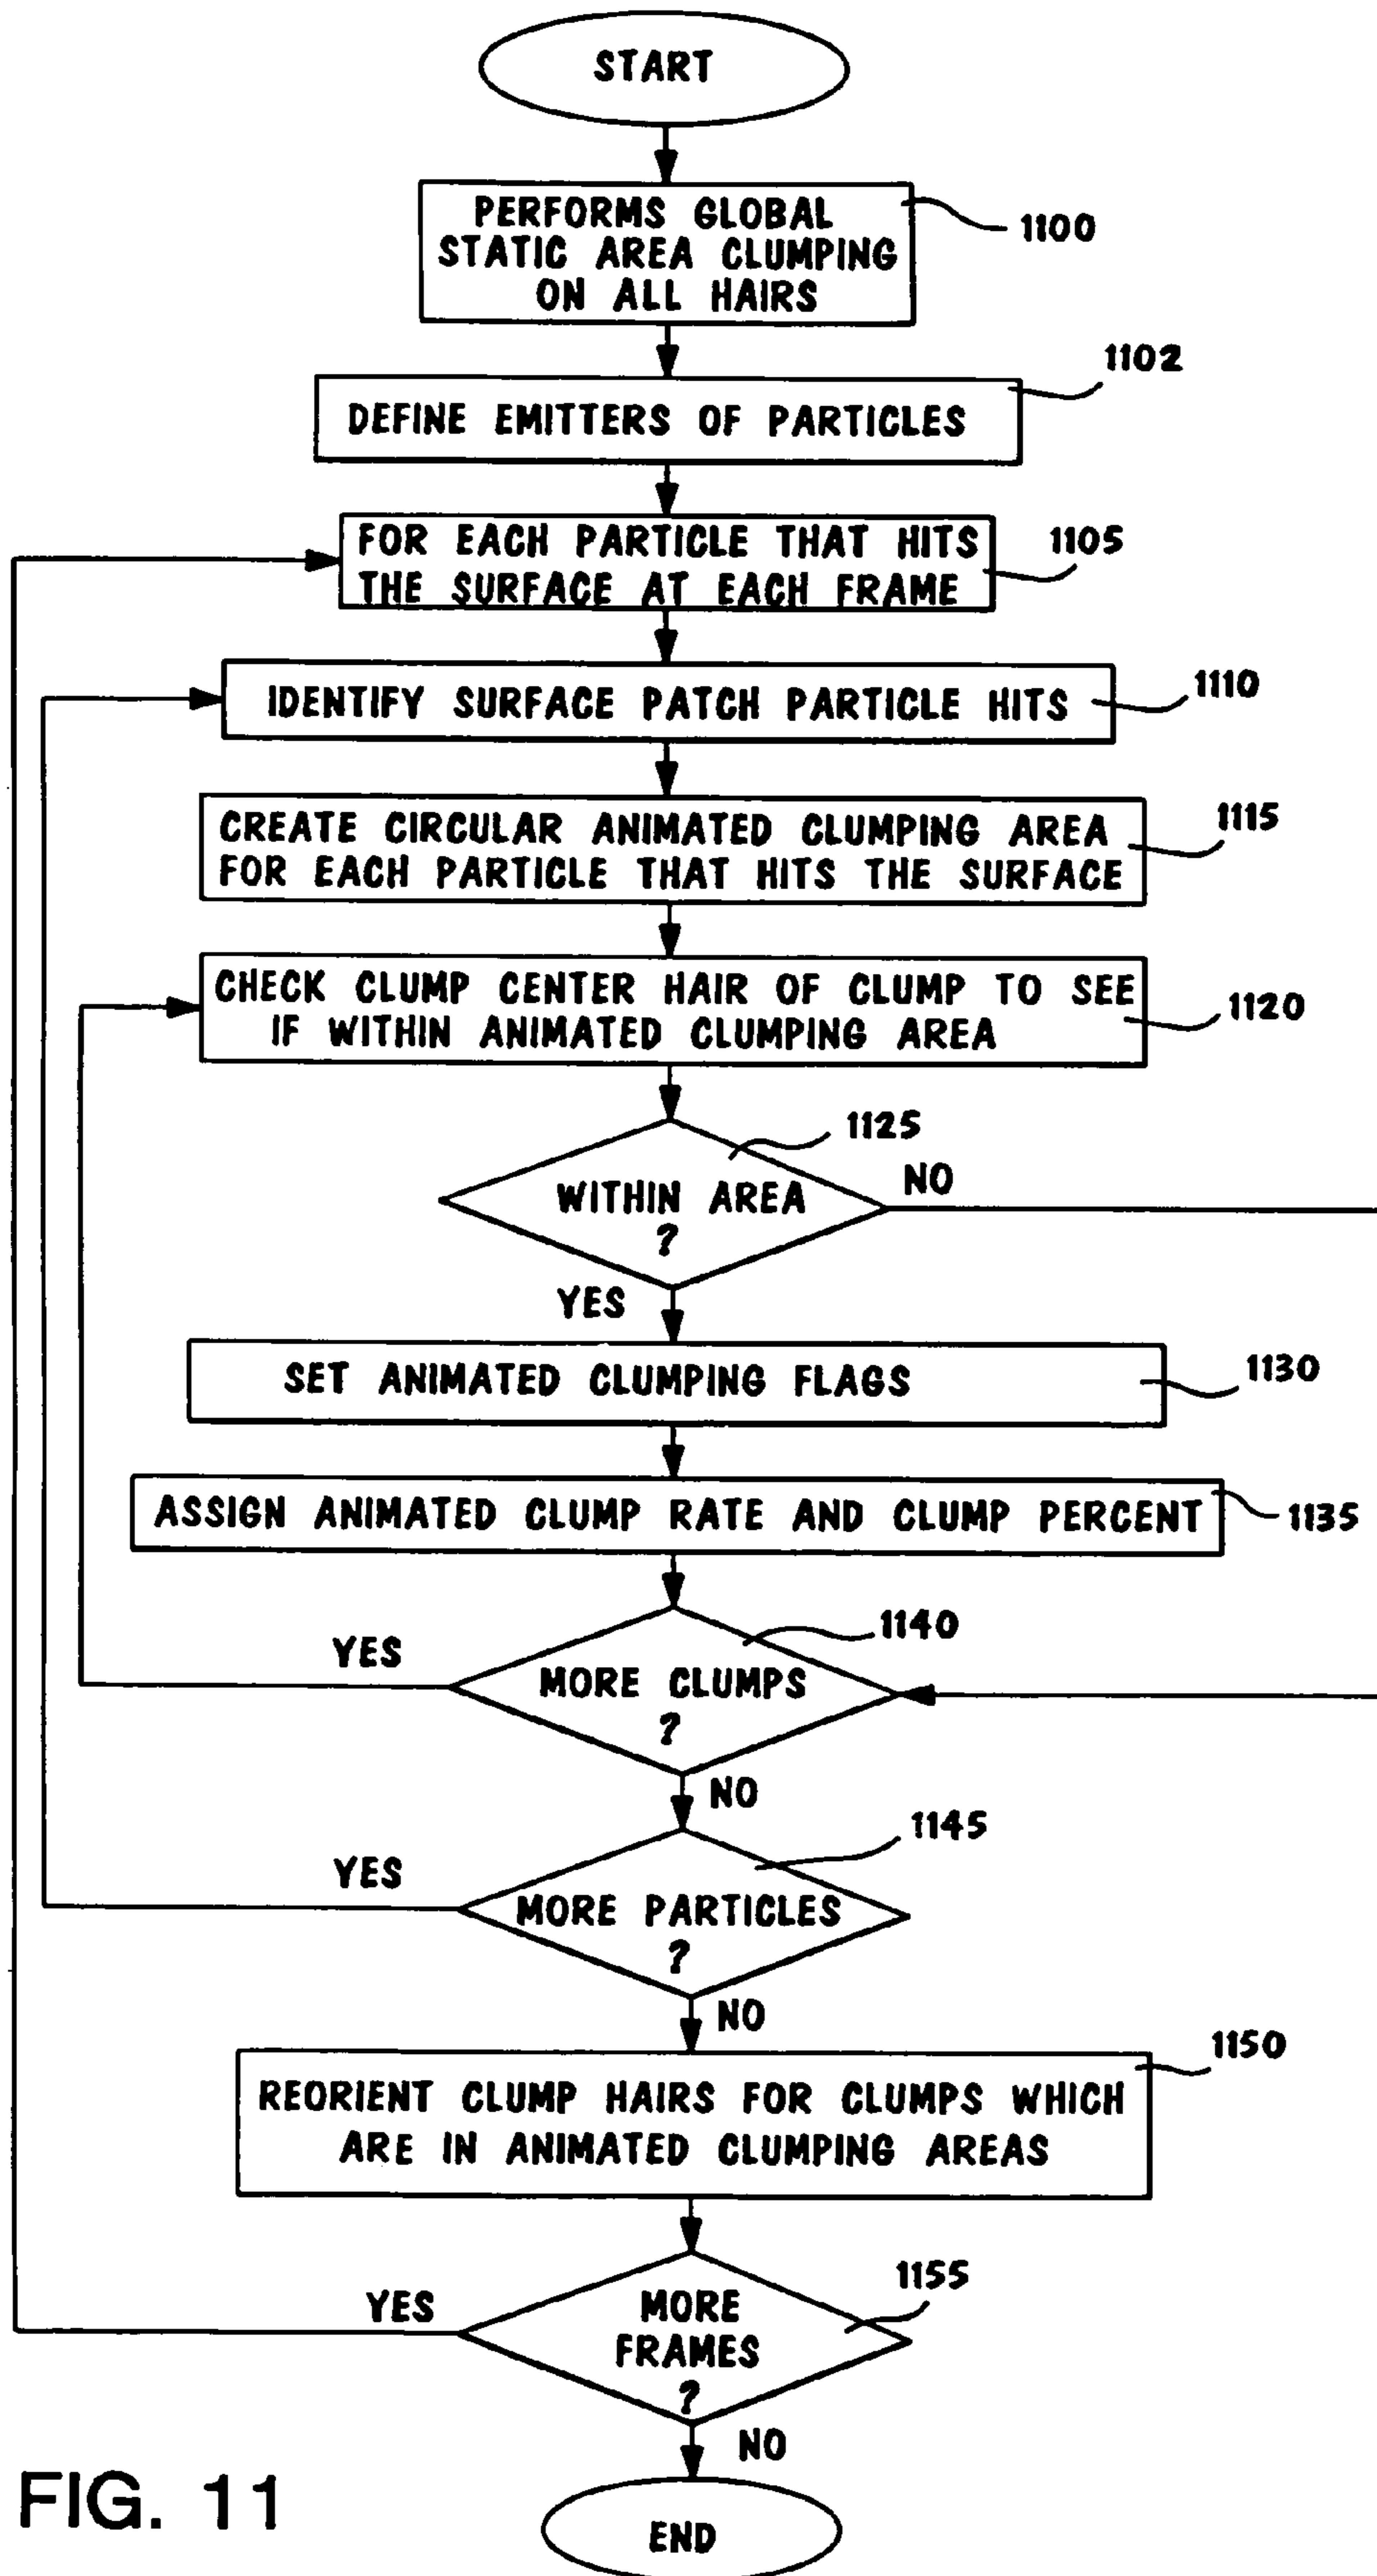 START
PERFORMS GLOBAL
STATIC AREA CLUMPING
ON ALL HAIRS
1100
DEFINE EMITTERS OF PARTICLES
1102
FOR EACH PARTICLE THAT HITS
THE SURFACE AT EACH FRAME
1105
IDENTIFY SURFACE PATCH PARTICLE HITS
1110
CREATE CIRCULAR ANIMATED CLUMPING AREA
FOR EACH PARTICLE THAT HITS THE SURFACE
1115
CHECK CLUMP CENTER HAIR OF CLUMP TO SEE
IF WITHIN ANIMATED CLUMPING AREA
1120
1125
WITHIN AREA
?
NO
YES
SET ANIMATED CLUMPING FLAGS
1130
ASSIGN ANIMATED CLUMP RATE AND CLUMP PERCENT
1135
1140
YES
MORE CLUMPS
?
NO
1145
YES
MORE PARTICLES
?
NO
1150
REORIENT CLUMP HAIRS FOR CLUMPS WHICH
ARE IN ANIMATED CLUMPING AREAS
1155
YES
MORE
FRAMES
?
NO
END
FIG. 11